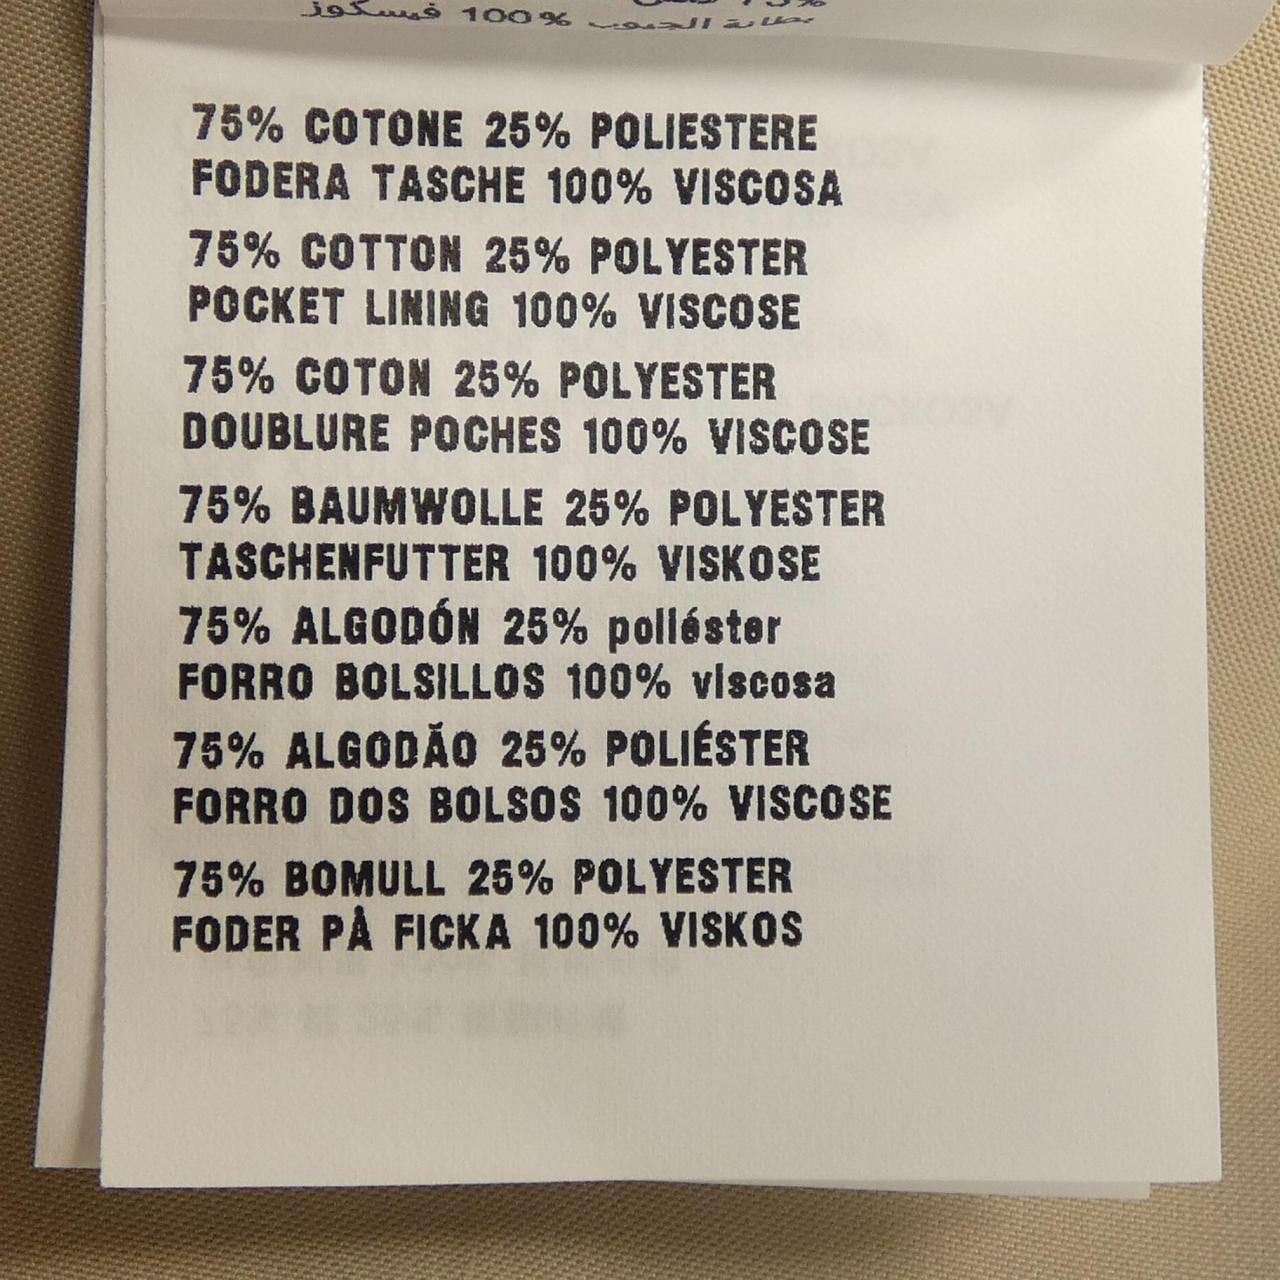 بطانة الجيوب 100% فيسكوز
75% COTONE 25% POLIESTERE
FODERA TASCHE 100% VISCOSA
75% COTTON 25% POLYESTER
POCKET LINING 100% VISCOSE
75% COTON 25% POLYESTER
DOUBLURE POCHES 100% VISCOSE
75% BAUMWOLLE 25% POLYESTER
TASCHENFUTTER 100% VISKOSE
75% ALGODÓN 25% poliéster
FORRO BOLSILLOS 100% viscosa
75% ALGODÃO 25% POLIÉSTER
FORRO DOS BOLSOS 100% VISCOSE
75% BOMULL 25% POLYESTER
FODER PÅ FICKA 100% VISKOS